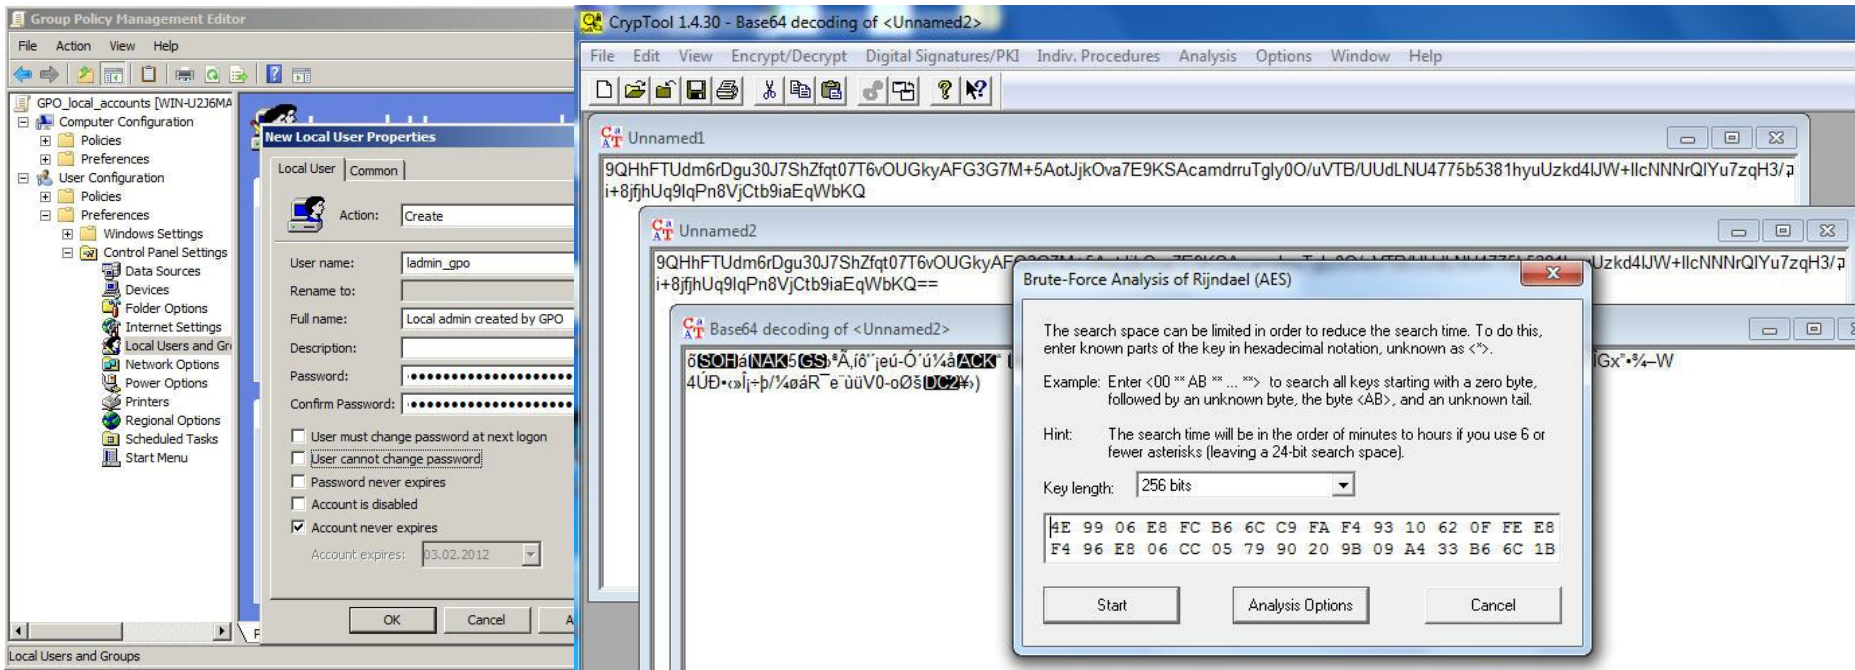 Group Policy Management Editor
File Action View Help
GPO_local_accounts [WIN-U2J6MA
Computer Configuration
Policies
Preferences
User Configuration
Policies
Preferences
Windows Settings
Control Panel Settings
Data Sources
Devices
Folder Options
Internet Settings
Local Users and Gr
Network Options
Power Options
Printers
Regional Options
Scheduled Tasks
Start Menu
Local Users and Groups
New Local User Properties
Local User Common
Action: Create
User name: ladmin_gpo
Rename to:
Full name: Local admin created by GPO
Description:
Password:
Confirm Password:
User must change password at next logon
User cannot change password
Password never expires
Account is disabled
Account never expires
Account expires: 03.02.2012
OK Cancel A
CrypTool 1.4.30 - Base64 decoding of <Unnamed2>
File Edit View Encrypt/Decrypt Digital Signatures/PKI Indiv. Procedures Analysis Options Window Help
Unnamed1
9QHhFTUdm6rDgu30J7ShZfqt07T6vOUGkyAFG3G7M+5AotJjkOva7E9KSAcamdrruTgly0O/uVTB/UUdLNU4775b5381hyuUzkd4IJW+IIcNNNrQIYu7zqH3/
i+8jfjhUq9lqPn8VjCtb9iaEqWbKQ
Unnamed2
9QHhFTUdm6rDgu30J7ShZfqt07T6vOUGkyAF Uzkd4IJW+IIcNNNrQIYu7zqH3/
i+8jfjhUq9lqPn8VjCtb9iaEqWbKQ==
Base64 decoding of <Unnamed2>
Brute-Force Analysis of Rijndael (AES)
The search space can be limited in order to reduce the search time. To do this,
enter known parts of the key in hexadecimal notation, unknown as <*>.
Example: Enter <00 ** AB ** ... **> to search all keys starting with a zero byte,
followed by an unknown byte, the byte <AB>, and an unknown tail.
Hint: The search time will be in the order of minutes to hours if you use 6 or
fewer asterisks (leaving a 24-bit search space).
Key length: 256 bits
4E 99 06 E8 FC B6 6C C9 FA F4 93 10 62 0F FE E8
F4 96 E8 06 CC 05 79 90 20 9B 09 A4 33 B6 6C 1B
Start Analysis Options Cancel